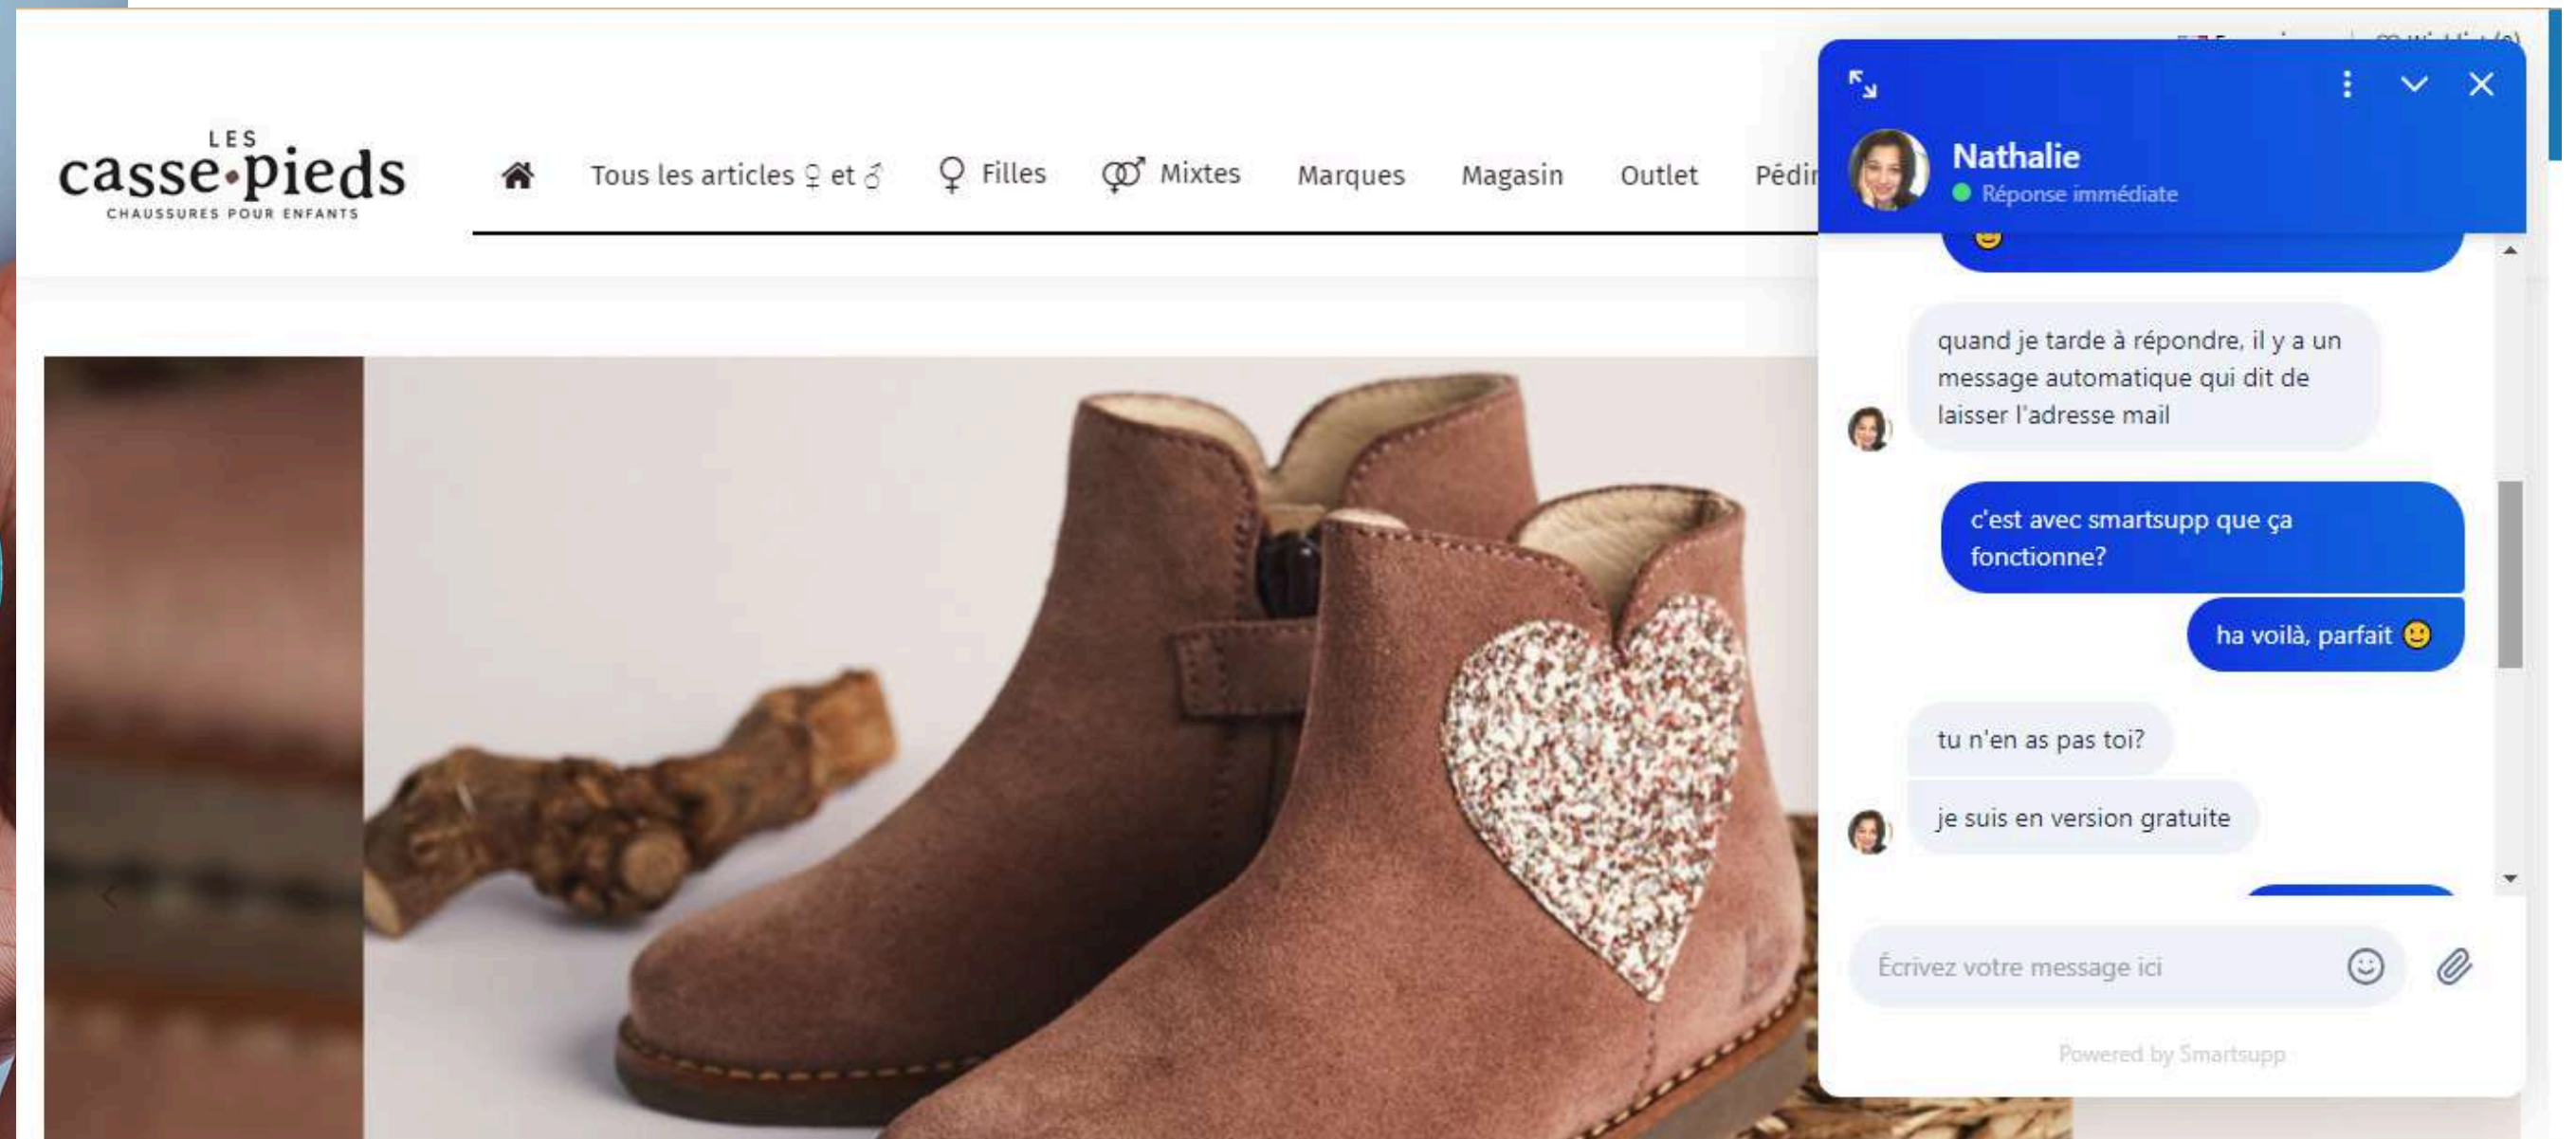 LES
casse•pieds
CHAUSSURES POUR ENFANTS
Tous les articles ♀ et ♂
Filles
Mixtes
Marques
Magasin
Outlet
Nathalie
Réponse immédiate
quand je tarde à répondre, il y a un
message automatique qui dit de
laisser l'adresse mail
c'est avec smartsupp que ça
fonctionne?
ha voilà, parfait 🙂
tu n'en as pas toi?
je suis en version gratuite
Écrivez votre message ici
Powered by Smartsupp